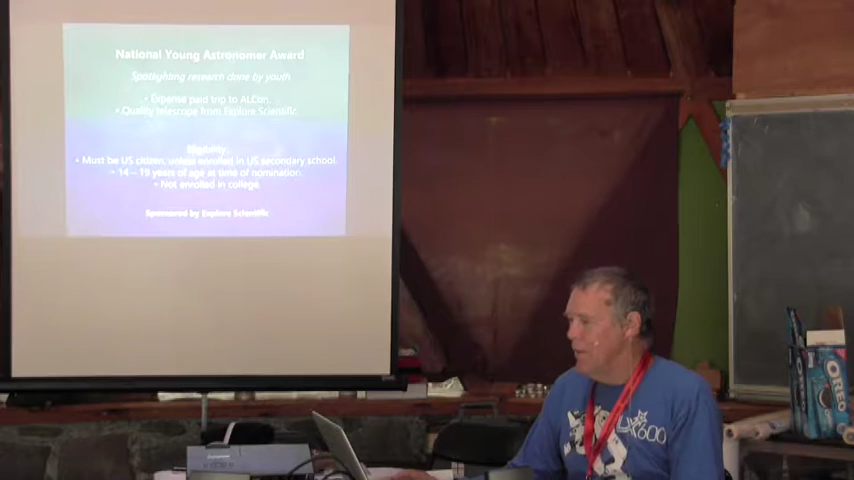 National Young Astronomer Award
Spotlighting research done by youth
• Expense paid trip to ALCon.
• Quality telescope from Explore Scientific.
Eligibility:
• Must be US citizen, unless enrolled in US secondary school.
• 14 – 19 years of age at time of nomination.
• Not enrolled in college.
Sponsored by Explore Scientific
600
OREO